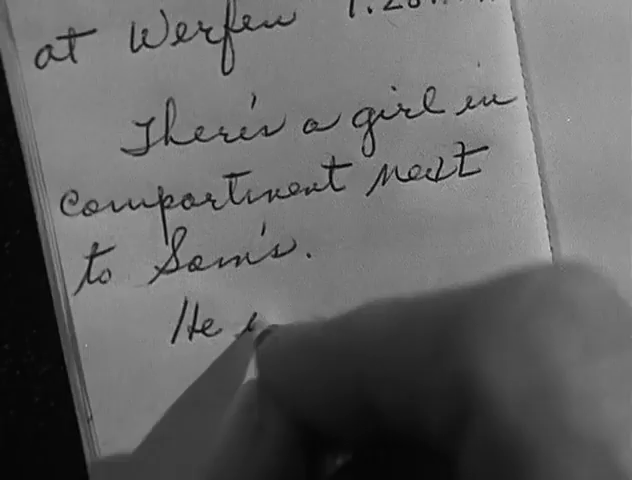 at Werfen
There's a girl in
compartment next
to Sam's.
He